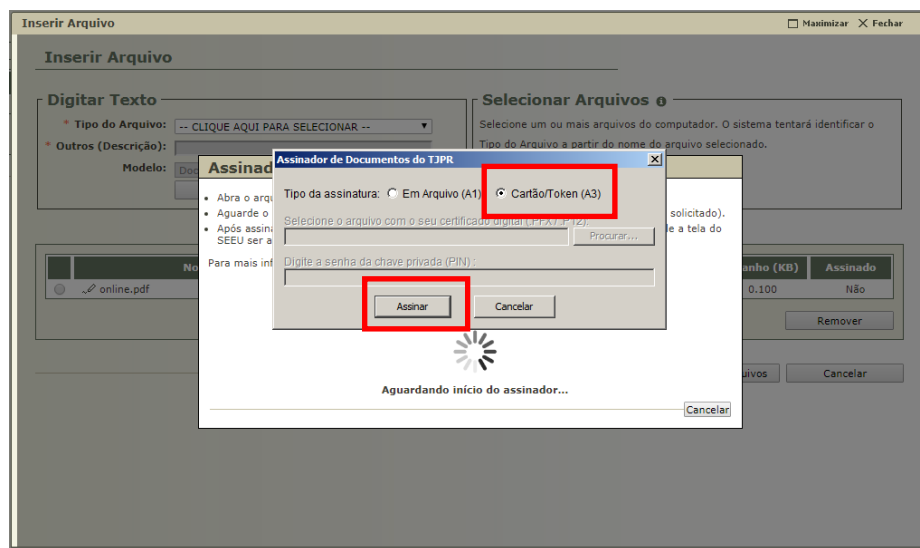 Inserir Arquivo
Maximizar
Fechar
Inserir Arquivo
Digitar Texto
* Tipo do Arquivo: -- CLIQUE AQUI PARA SELECIONAR --
* Outros (Descrição):
Modelo:
Selecionar Arquivos
Selecione um ou mais arquivos do computador. O sistema tentará identificar o
Tipo do Arquivo a partir do nome do arquivo selecionado.
Assinad
Abra o arqu
Aguarde o
solicitado).
Após assina
SEEU ser a
e a tela do
Para mais inf
Assinador de Documentos do TJPR
Tipo da assinatura: Em Arquivo (A1) Cartão/Token (A3)
Selecione o arquivo com o seu certificado digital (.PFX / .P12):
Procurar...
Digite a senha da chave privada (PIN) :
Assinar
Cancelar
Aguardando início do assinador...
Cancelar
No
anho (KB)
Assinado
online.pdf
0.100
Não
Remover
uivos
Cancelar